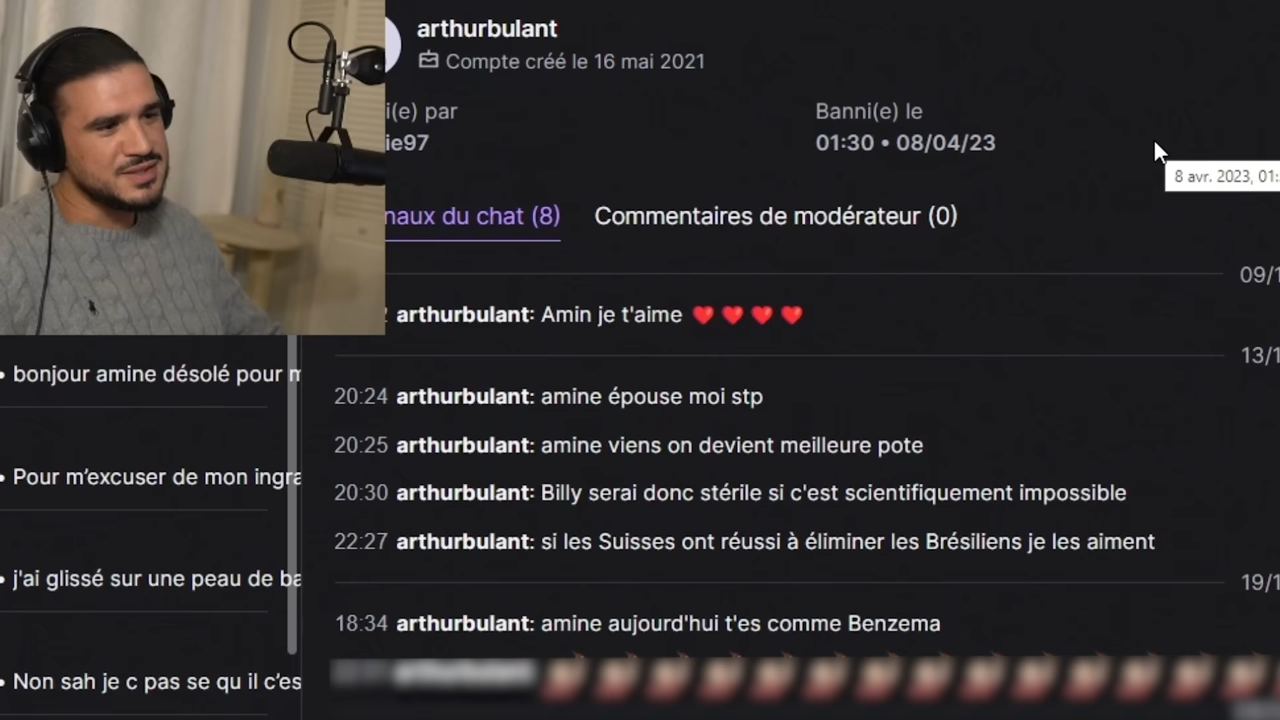 arthurbulant
Compte créé le 16 mai 2021
i(e) par
Banni(e) le
ie97
01:30 • 08/04/23
8 avr. 2023, 01:
naux du chat (8)
Commentaires de modérateur (0)
09/1
arthurbulant: Amin je t'aime ❤️ ❤️ ❤️ ❤️
13/1
20:24 arthurbulant: amine épouse moi stp
20:25 arthurbulant: amine viens on devient meilleure pote
20:30 arthurbulant: Billy serai donc stérile si c'est scientifiquement impossible
22:27 arthurbulant: si les Suisses ont réussi à éliminer les Brésiliens je les aiment
19/1
18:34 arthurbulant: amine aujourd'hui t'es comme Benzema
• bonjour amine désolé pour m
• Pour m’excuser de mon ingra
• j'ai glissé sur une peau de ba
• Non sah je c pas se qu il c’es